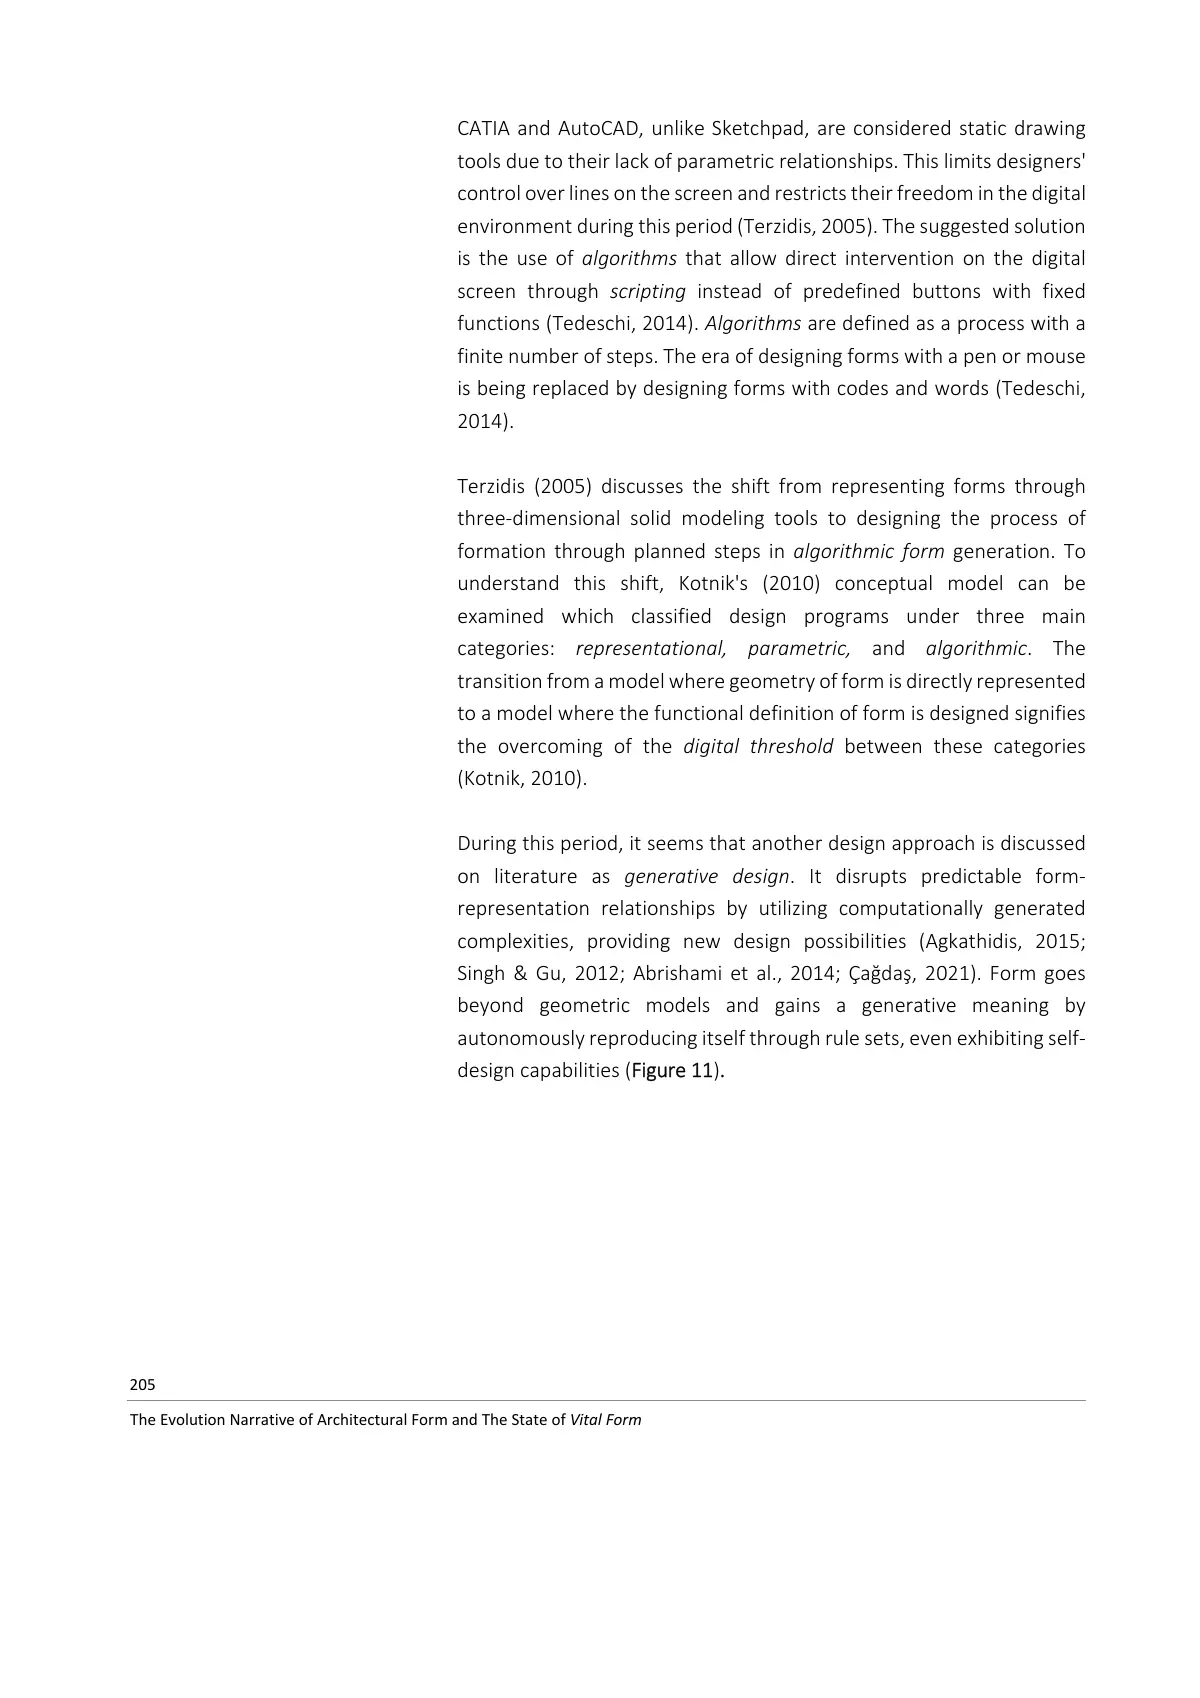 CATIA and AutoCAD, unlike Sketchpad, are considered static drawing
tools due to their lack of parametric relationships. This limits designers'
control over lines on the screen and restricts their freedom in the digital
environment during this period (Terzidis, 2005). The suggested solution
is the use of algorithms that allow direct intervention on the digital
screen through scripting instead of predefined buttons with fixed
functions (Tedeschi, 2014). Algorithms are defined as a process with a
finite number of steps. The era of designing forms with a pen or mouse
is being replaced by designing forms with codes and words (Tedeschi,
2014).
Terzidis (2005) discusses the shift from representing forms through
three-dimensional solid modeling tools to designing the process of
formation through planned steps in algorithmic form generation. To
understand this shift, Kotnik's (2010) conceptual model can be
examined which classified design programs under three main
categories: representational, parametric, and algorithmic. The
transition from a model where geometry of form is directly represented
to a model where the functional definition of form is designed signifies
the overcoming of the digital threshold between these categories
(Kotnik, 2010).
During this period, it seems that another design approach is discussed
on literature as generative design. It disrupts predictable form-
representation relationships by utilizing computationally generated
complexities, providing new design possibilities (Agkathidis, 2015;
Singh & Gu, 2012; Abrishami et al., 2014; Çağdaş, 2021). Form goes
beyond geometric models and gains a generative meaning by
autonomously reproducing itself through rule sets, even exhibiting self-
design capabilities (Figure 11).
205
The Evolution Narrative of Architectural Form and The State of Vital Form